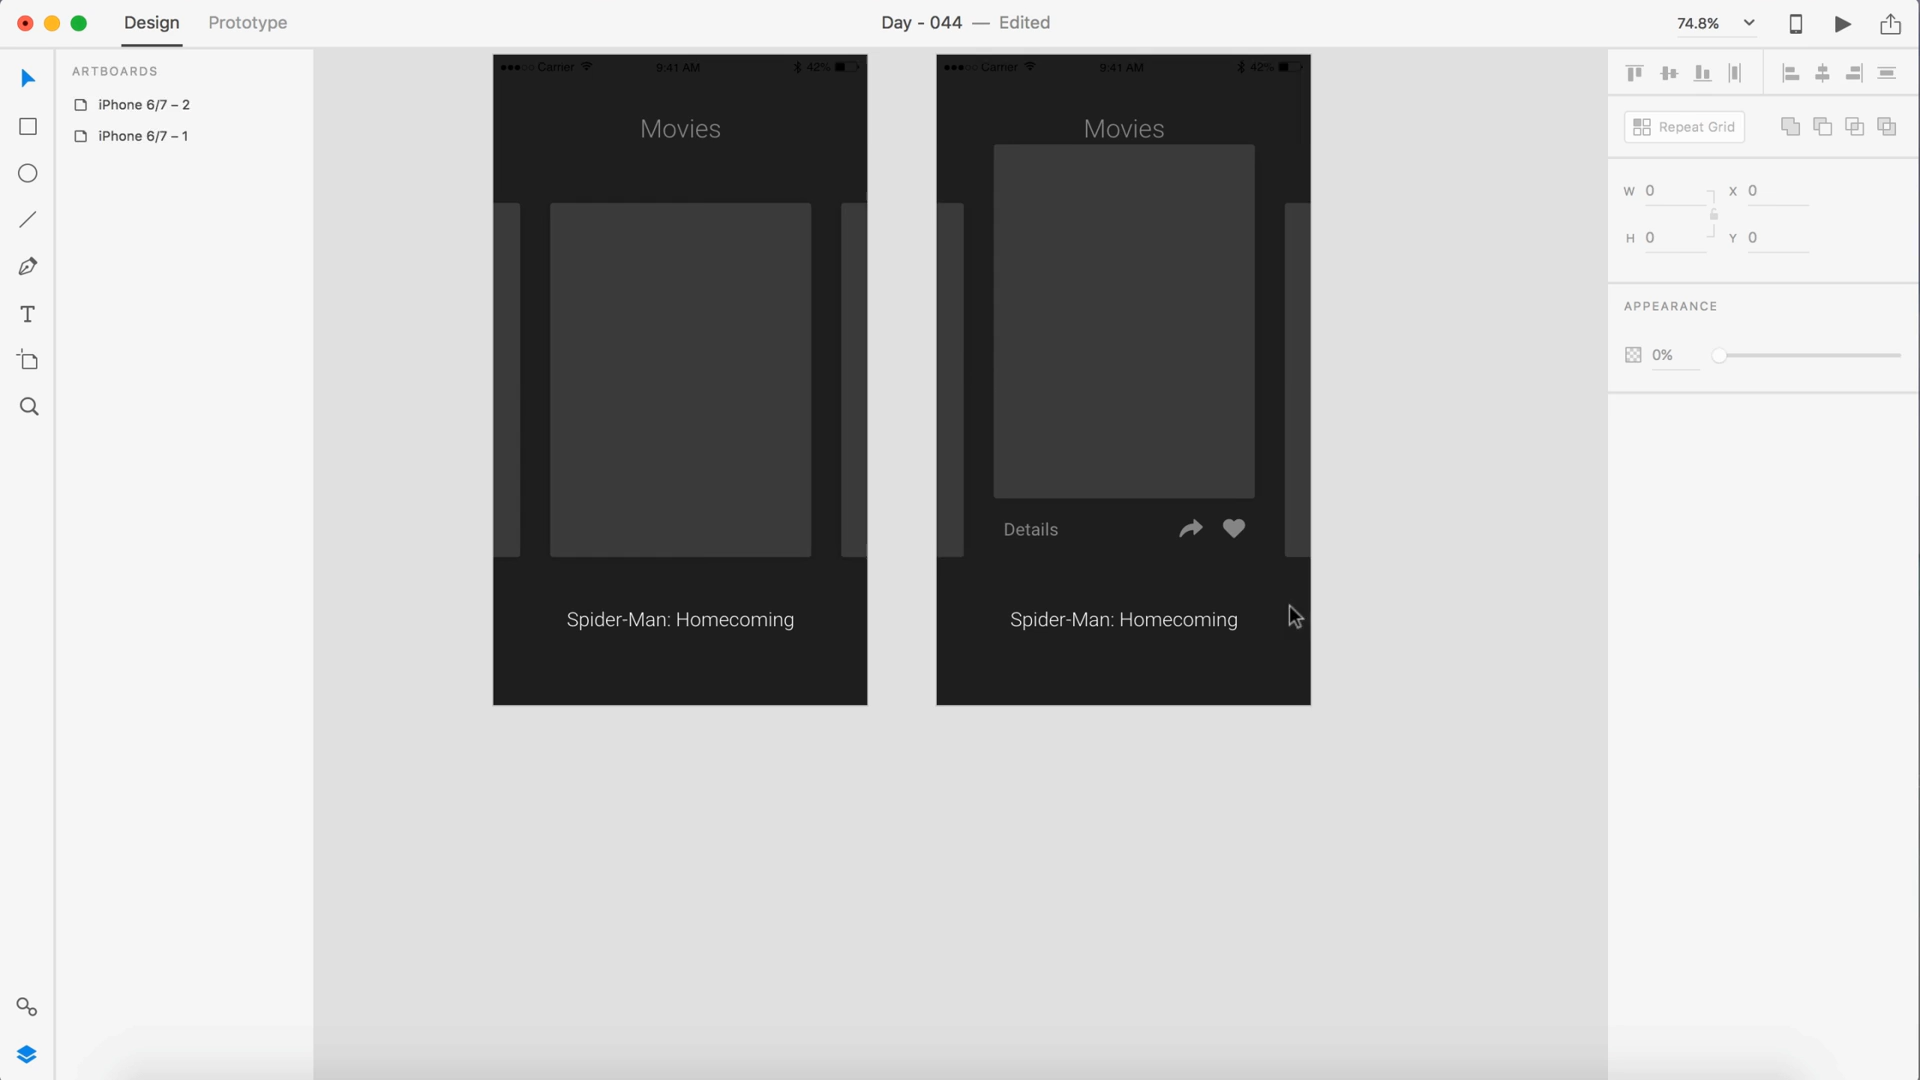 Design Prototype Day - 044 — Edited 74.8%
ARTBOARDS
iPhone 6/7 – 2
iPhone 6/7 – 1
Carrier 9:41 AM 42%
Movies
Spider-Man: Homecoming
Carrier 9:41 AM 42%
Movies
Details
Spider-Man: Homecoming
Repeat Grid
W 0 X 0
H 0 Y 0
APPEARANCE
0%